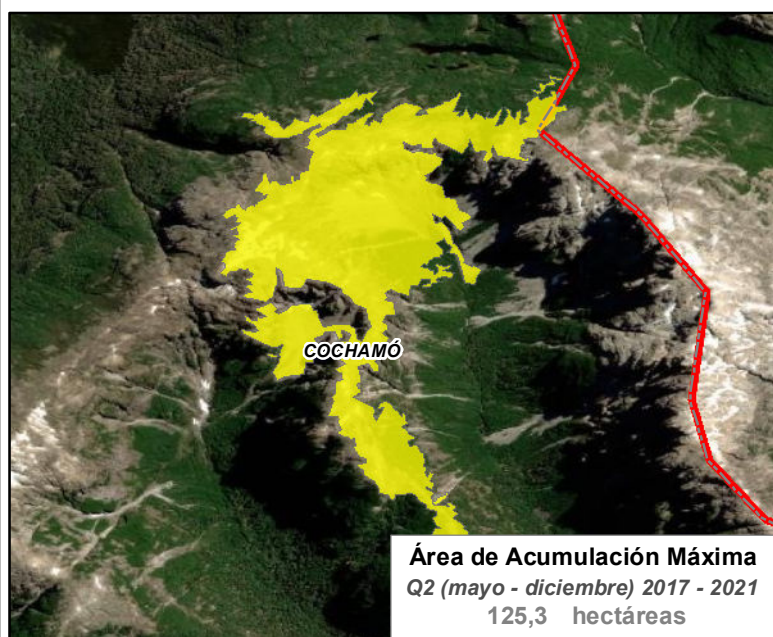 COCHAMÓ
Área de Acumulación Máxima
Q2 (mayo - diciembre) 2017 - 2021
125,3 hectáreas